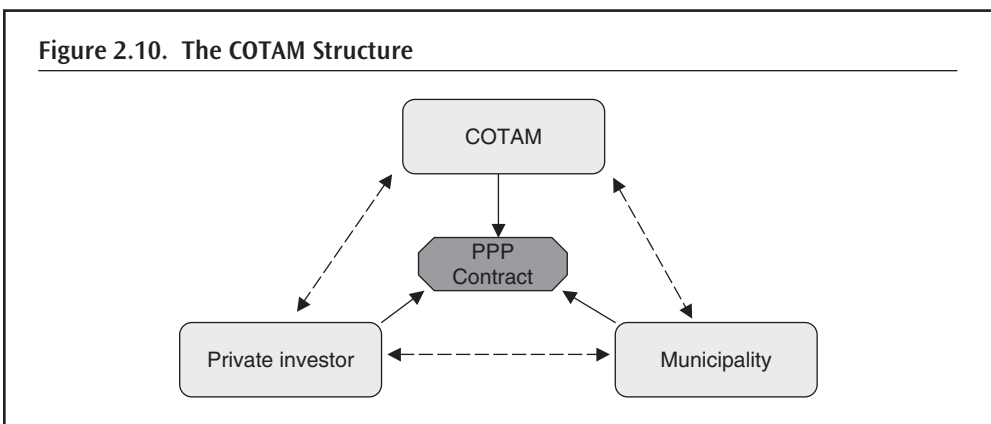 Figure 2.10. The COTAM Structure
COTAM
PPP
Contract
Private investor
Municipality